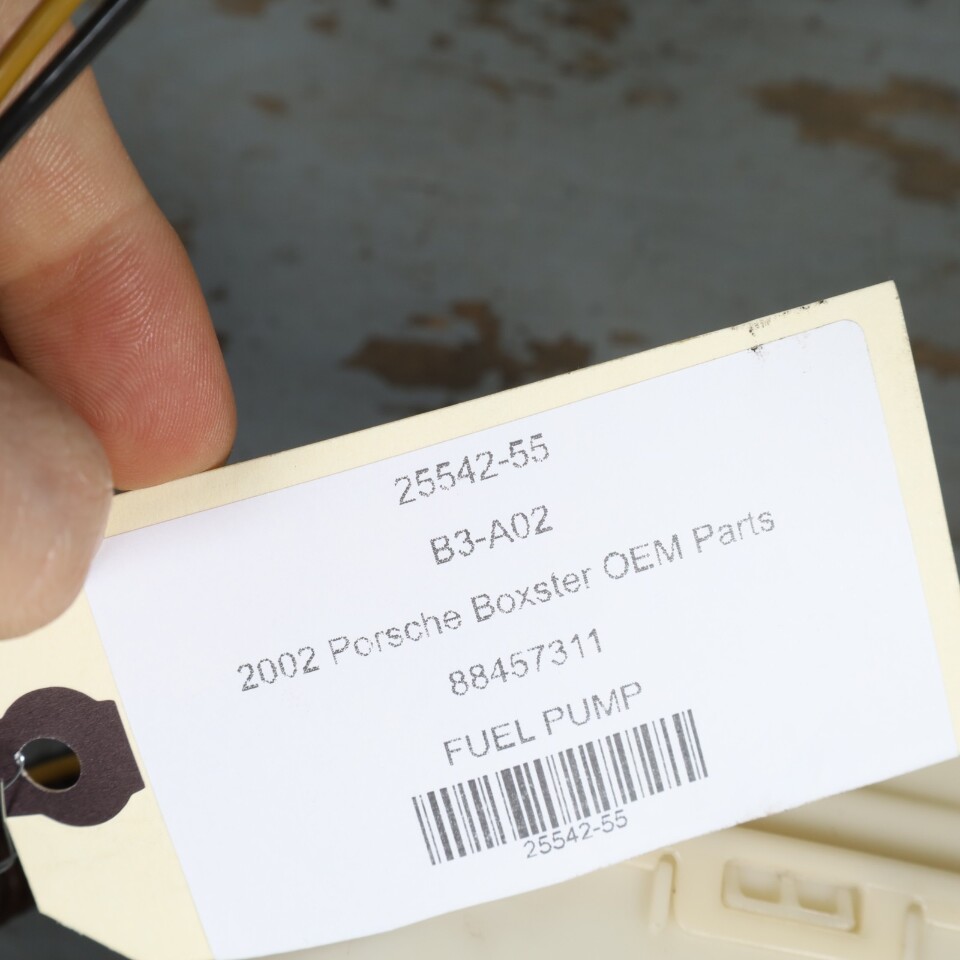 25542-55
B3-A02
2002 Porsche Boxster OEM Parts
88457311
FUEL PUMP
25542-55